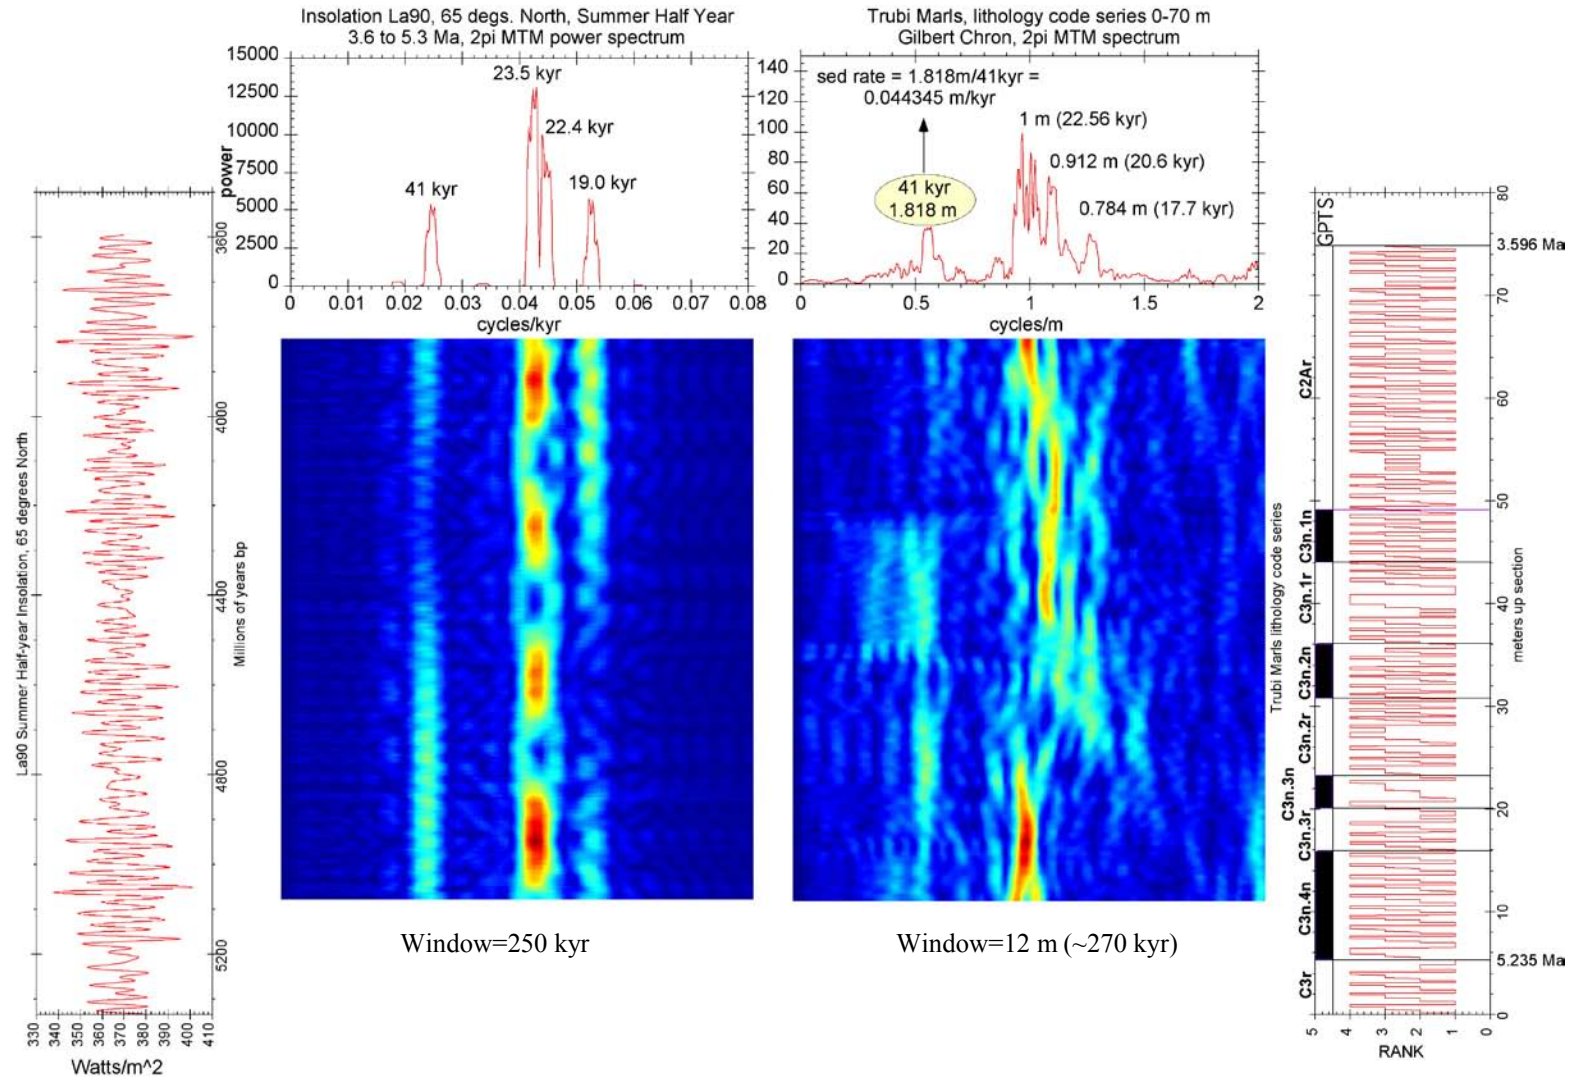 Insolation La90, 65 degs. North, Summer Half Year
3.6 to 5.3 Ma, 2pi MTM power spectrum
15000
12500
10000
7500
5000
2500
0
power
23.5 kyr
22.4 kyr
41 kyr
19.0 kyr
0 0.01 0.02 0.03 0.04 0.05 0.06 0.07 0.08
cycles/kyr
Trubi Marls, lithology code series 0-70 m
Gilbert Chron, 2pi MTM spectrum
140
120
100
80
60
40
20
0
sed rate = 1.818m/41kyr =
0.044345 m/kyr
1 m (22.56 kyr)
0.912 m (20.6 kyr)
0.784 m (17.7 kyr)
41 kyr
1.818 m
0 0.5 1 1.5 2
cycles/m
La90 Summer Half-year Insolation, 65 degrees North
3600
4000
4400
4800
5200
Millions of years bp
330 340 350 360 370 380 390 400 410
Watts/m^2
Window=250 kyr
Window=12 m (~270 kyr)
Trubi Marls lithology code series
GPTS
C2Ar
C3n.1n
C3n.1r
C3n.2n
C3n.2r
C3n.3n
C3n.3r
C3n.4n
C3r
80
3.596 Ma
70
60
50
40
30
20
10
5.235 Ma
0
meters up section
5 4 3 2 1 0
RANK